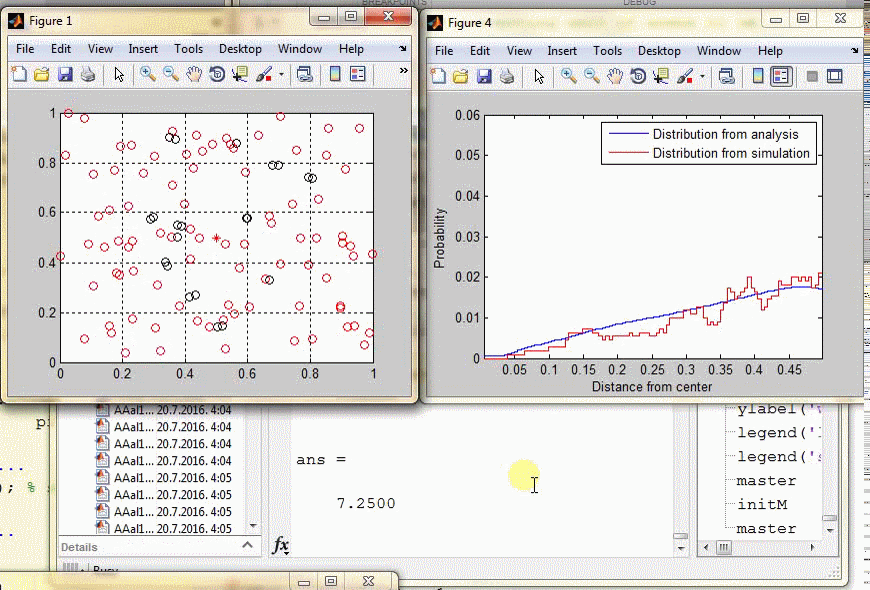 BREAKPOINTS
DEBUG
Figure 1
File Edit View Insert Tools Desktop Window Help
1
0.8
0.6
0.4
0.2
0
0 0.2 0.4 0.6 0.8 1
Figure 4
File Edit View Insert Tools Desktop Window Help
0.06
0.05
0.04
0.03
0.02
0.01
0
Probability
Distribution from analysis
Distribution from simulation
0.05 0.1 0.15 0.2 0.25 0.3 0.35 0.4 0.45
Distance from center
AAal1... 20.7.2016. 4:04
AAal1... 20.7.2016. 4:04
AAal1... 20.7.2016. 4:04
AAal1... 20.7.2016. 4:04
AAal1... 20.7.2016. 4:05
AAal1... 20.7.2016. 4:05
AAal1... 20.7.2016. 4:05
AAal1... 20.7.2016. 4:05
Details
Busy
ans =
7.2500
fx
legend('
legend('
master
initM
master
); %